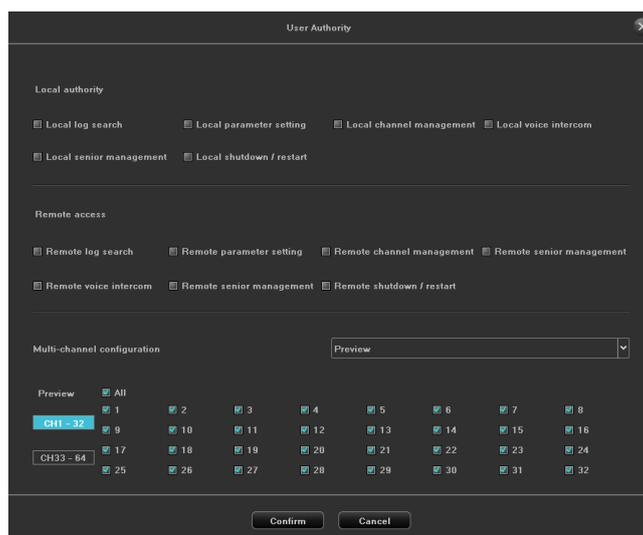 User Authority
Local authority
Local log search Local parameter setting Local channel management Local voice intercom
Local senior management Local shutdown / restart
Remote access
Remote log search Remote parameter setting Remote channel management Remote senior management
Remote voice intercom Remote senior management Remote shutdown / restart
Multi-channel configuration Preview
Preview All
1 2 3 4 5 6 7 8
CH1 - 32
9 10 11 12 13 14 15 16
17 18 19 20 21 22 23 24
CH33 - 64
25 26 27 28 29 30 31 32
Confirm Cancel